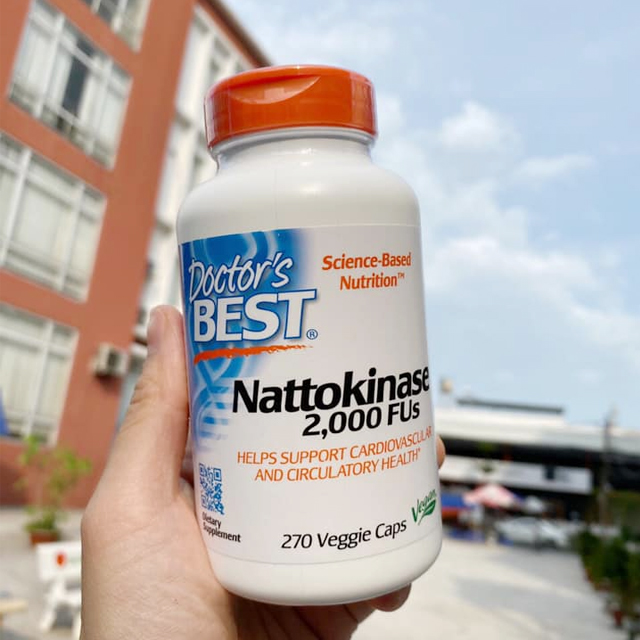 Doctor's
BEST®
Science-Based
Nutrition™
Nattokinase
2,000 FUs
HELPS SUPPORT CARDIOVASCULAR
AND CIRCULATORY HEALTH*
Dietary
Supplement
270 Veggie Caps
Vegan